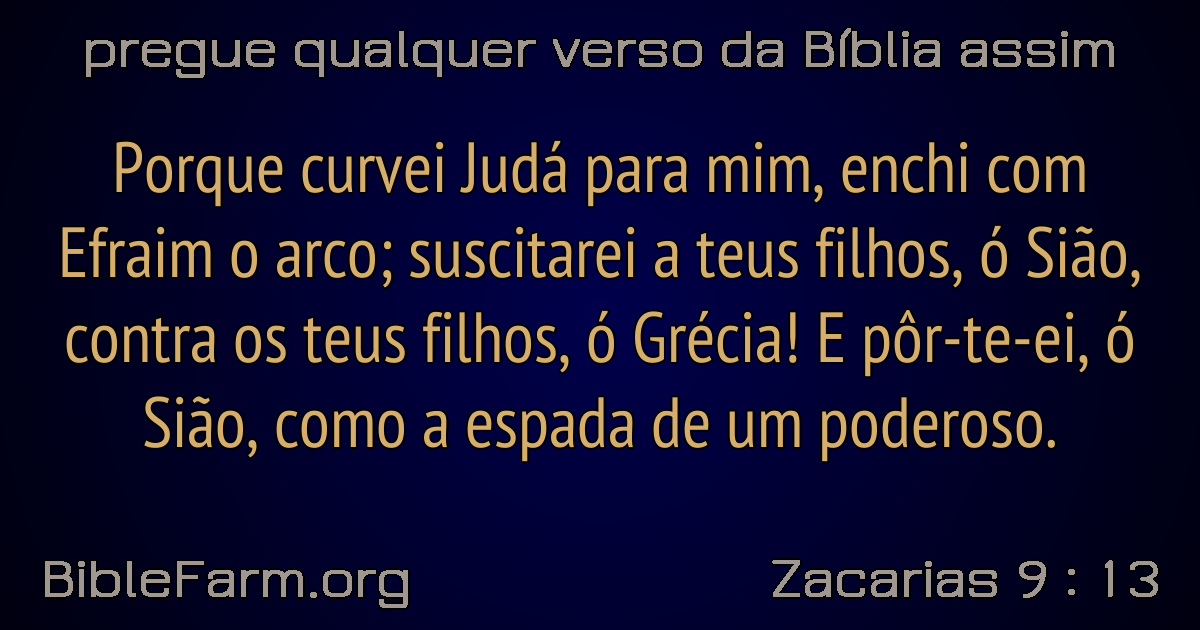 pregue qualquer verso da Bíblia assim
Porque curvei Judá para mim, enchi com
Efraim o arco; suscitarei a teus filhos, ó Sião,
contra os teus filhos, ó Grécia! E pôr-te-ei, ó
Sião, como a espada de um poderoso.
BibleFarm.org
Zacarias 9 : 13